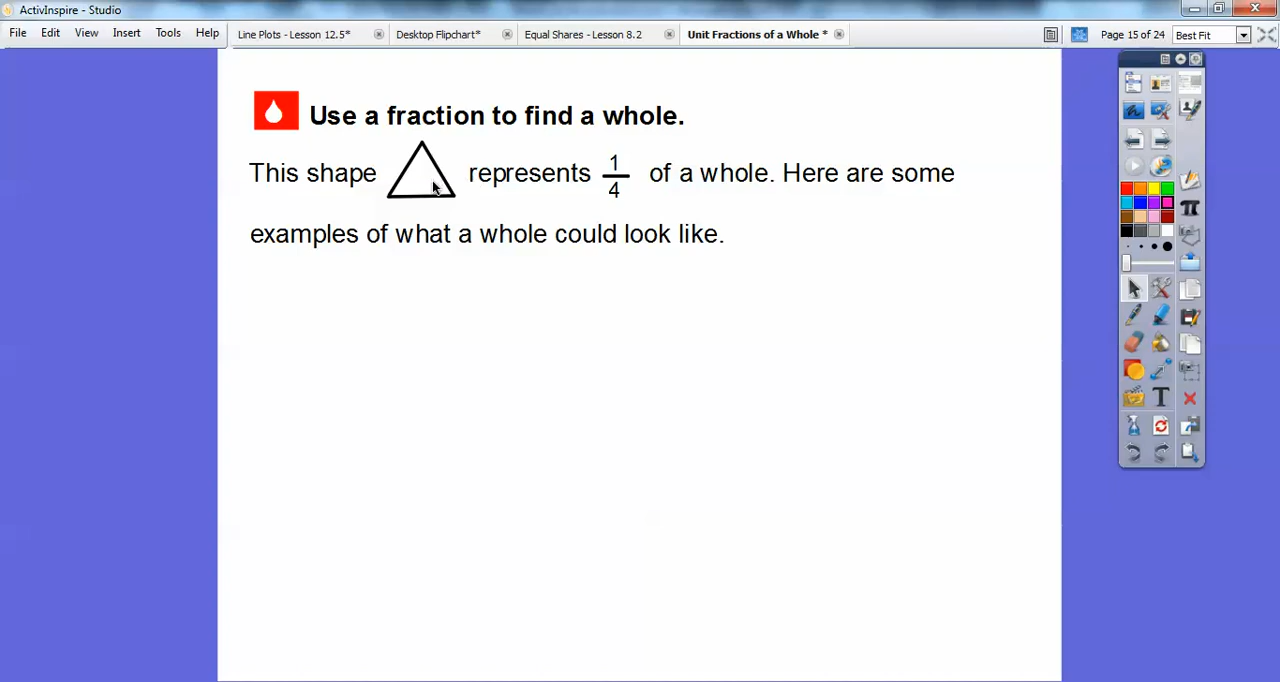 ActivInspire - Studio
File Edit View Insert Tools Help
Line Plots - Lesson 12.5* Desktop Flipchart* Equal Shares - Lesson 8.2 Unit Fractions of a Whole *
Page 15 of 24 Best Fit
Use a fraction to find a whole.
This shape represents 1/4 of a whole. Here are some
examples of what a whole could look like.
T
π